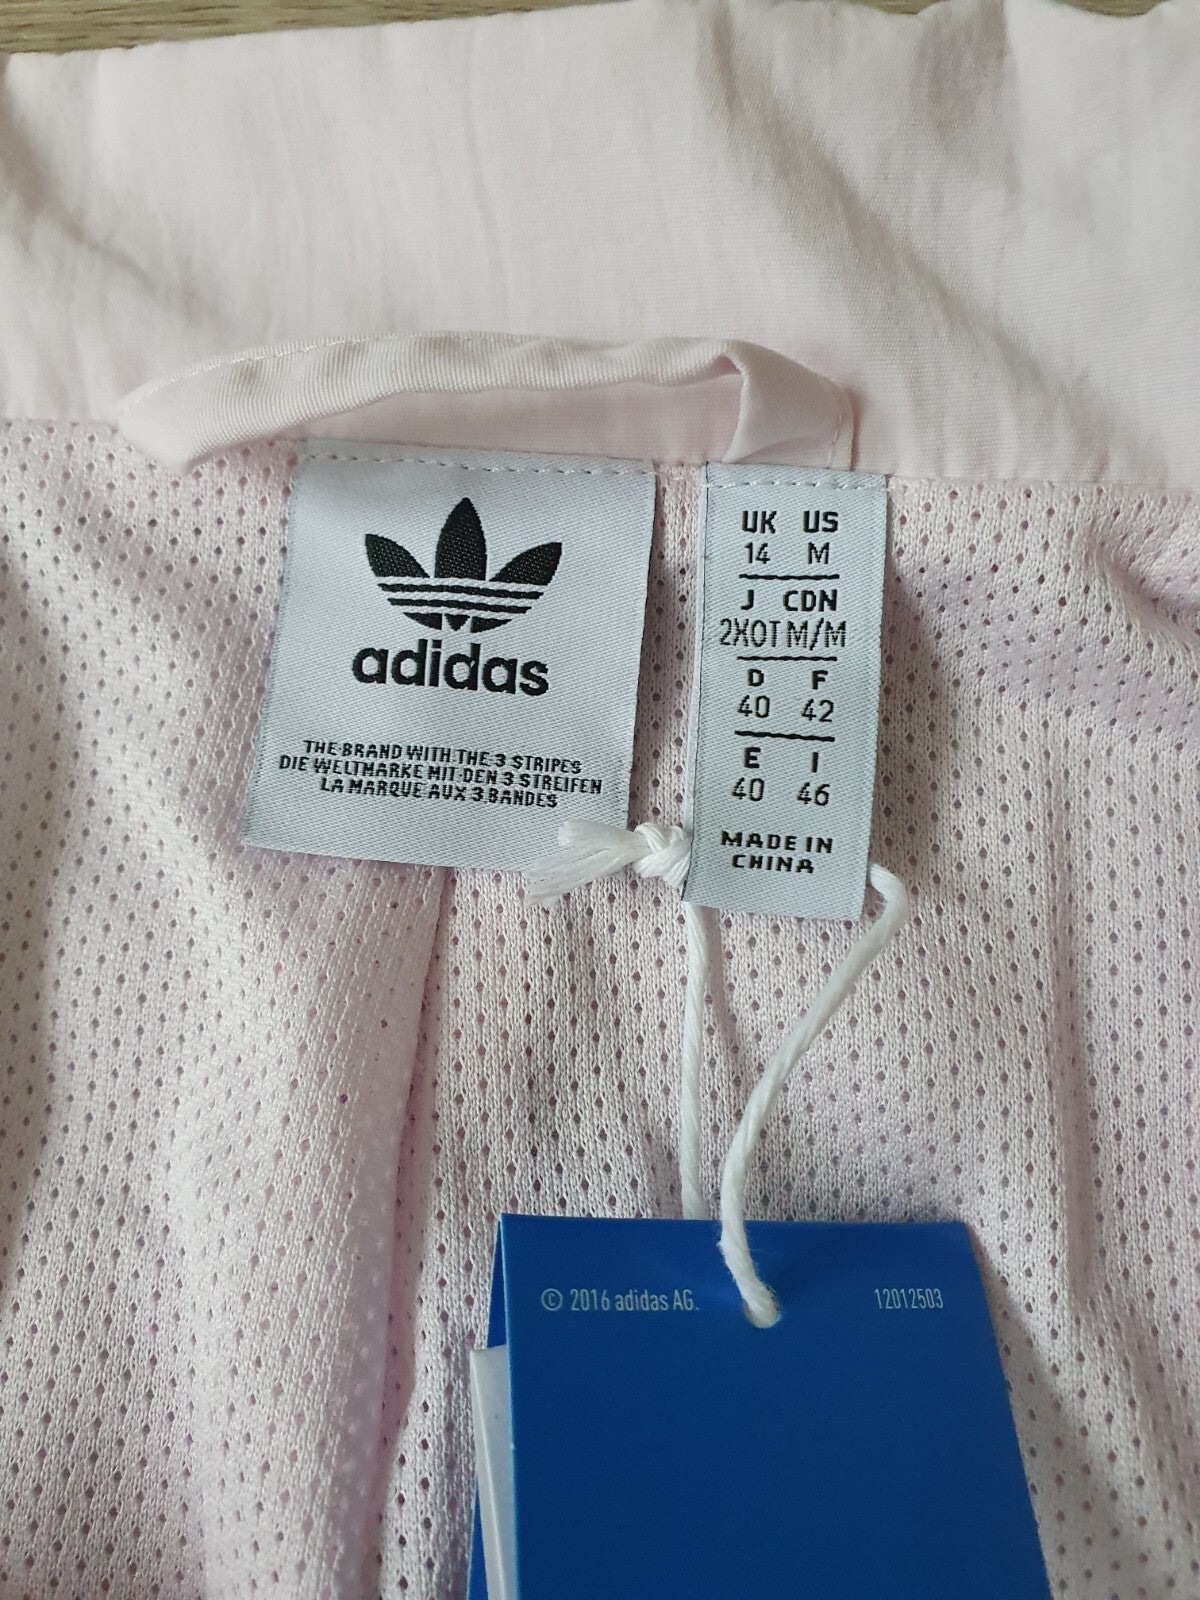 adidas
THE BRAND WITH THE 3 STRIPES
DIE WELTMARKE MIT DEN 3 STREIFEN
LA MARQUE AUX 3 BANDES
UK US
14 M
J CDN
2XOT M/M
D F
40 42
E I
40 46
MADE IN
CHINA
© 2016 adidas AG. 12012503